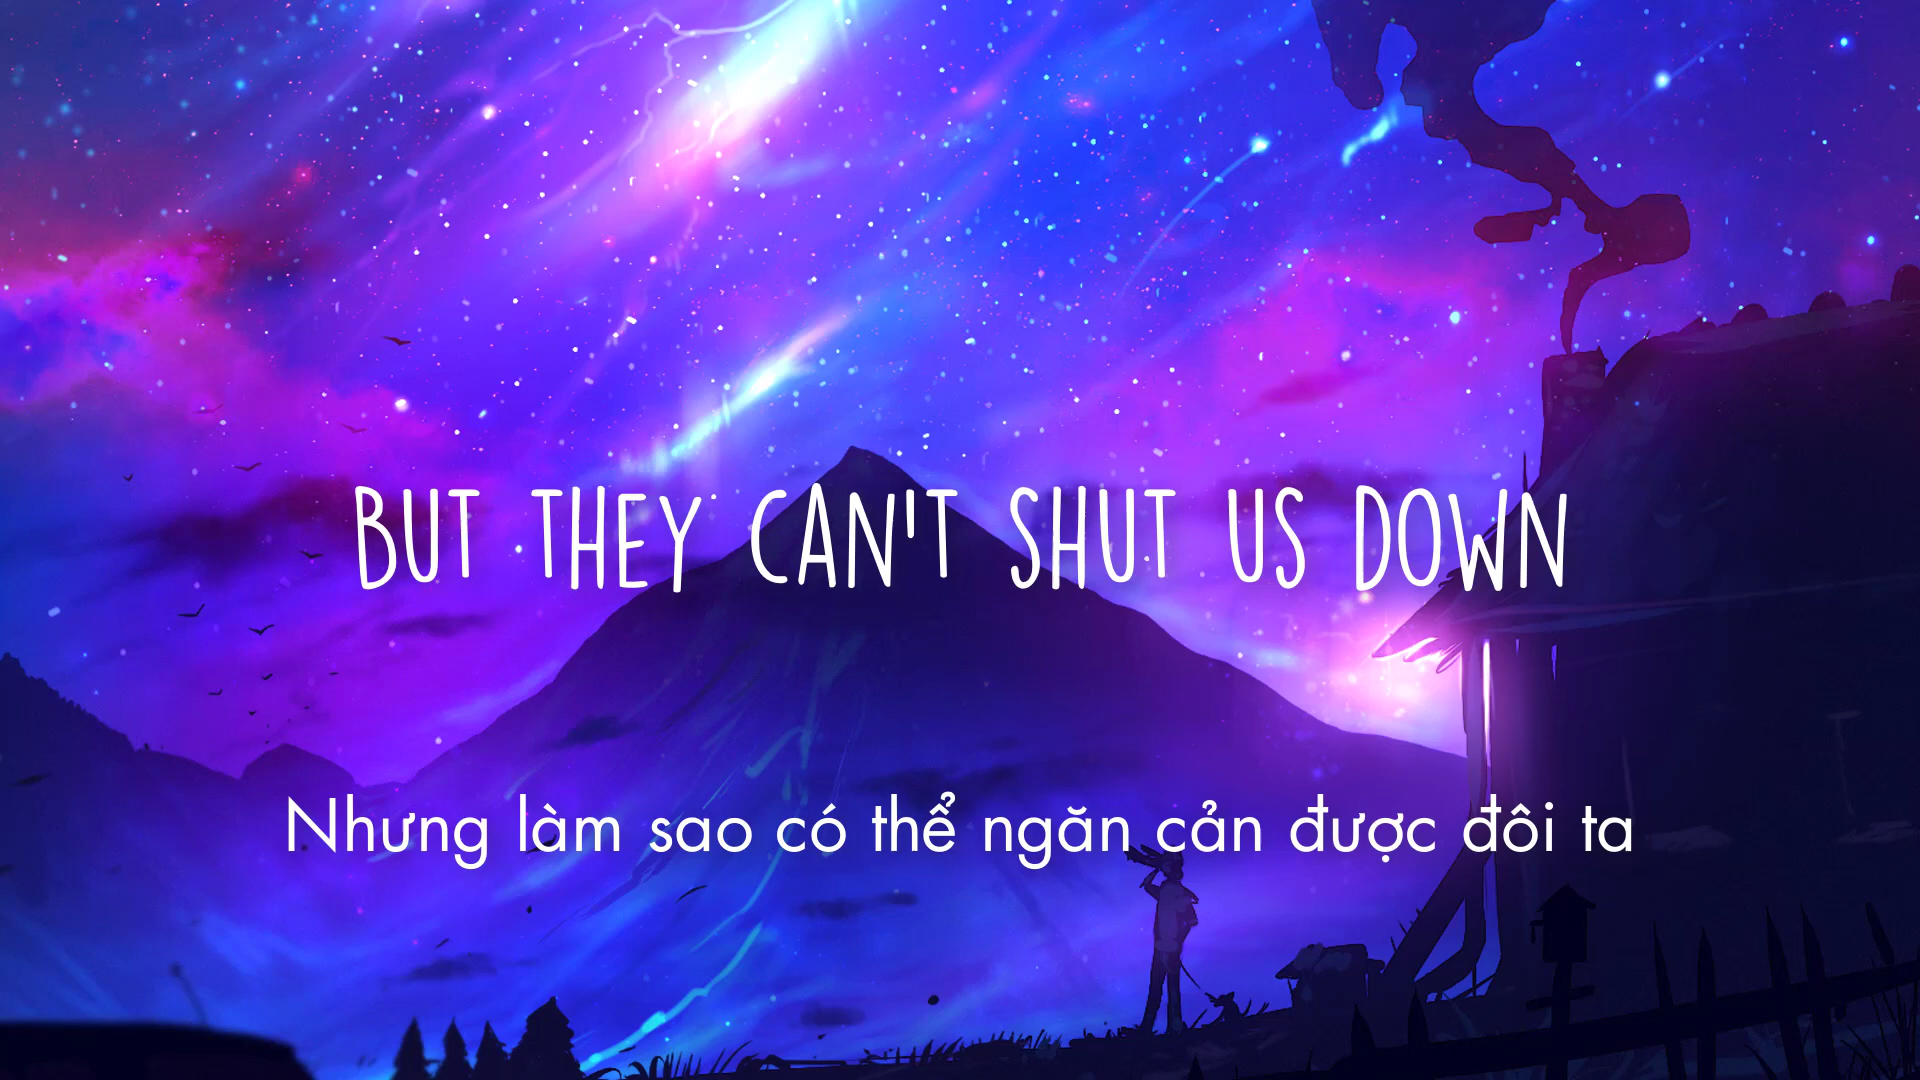 BUT THEY CAN'T SHUT US DOWN
Nhưng làm sao có thể ngăn cản được đôi ta